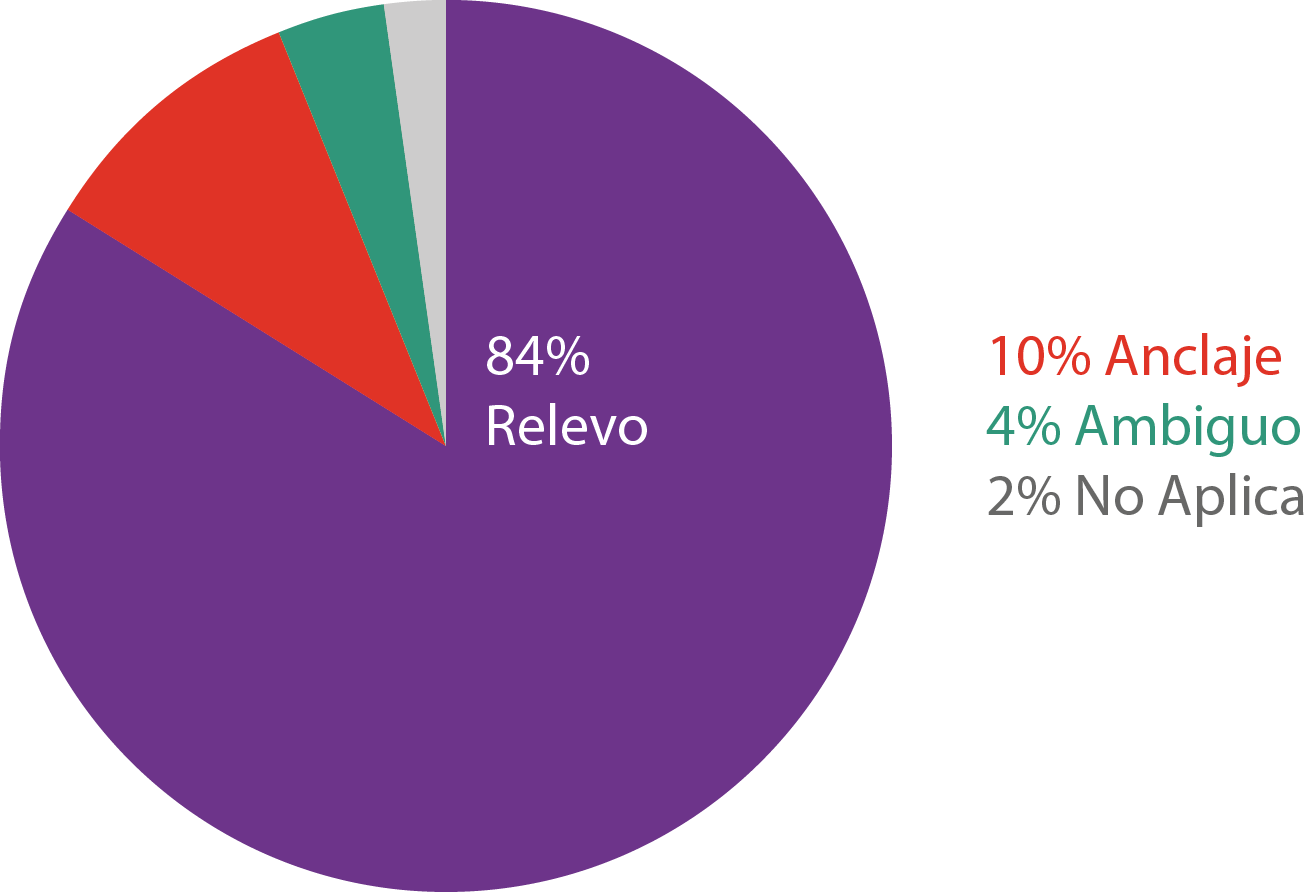 84%
Relevo
10% Anclaje
4% Ambiguo
2% No Aplica